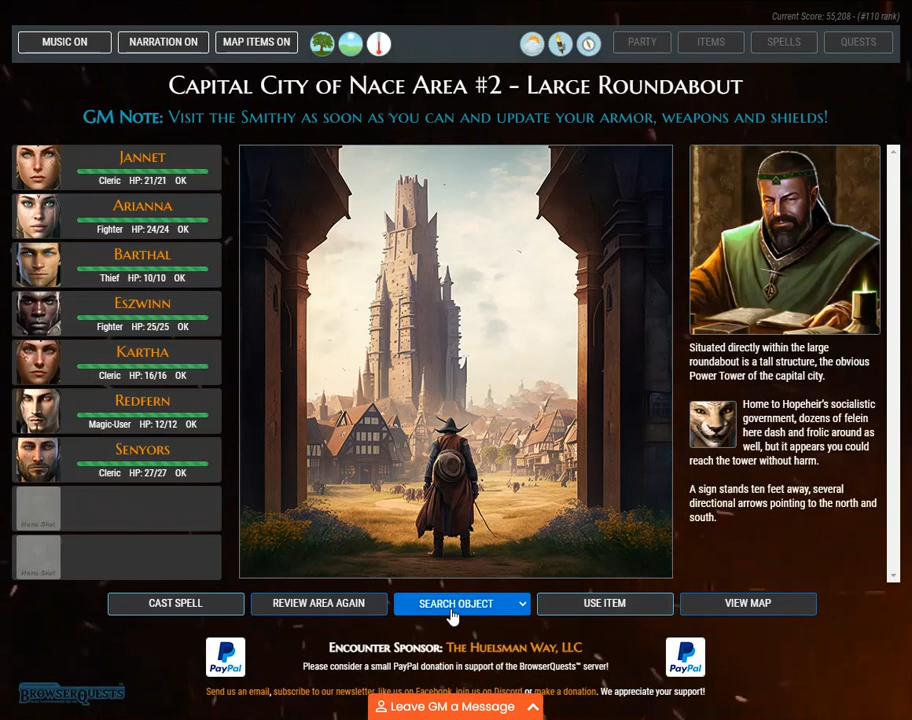 Current Score: 55,208 - (#110 rank)
MUSIC ON
NARRATION ON
MAP ITEMS ON
PARTY
ITEMS
SPELLS
QUESTS
Capital City of Nace Area #2 - Large Roundabout
GM Note: Visit the Smithy as soon as you can and update your armor, weapons and shields!
Jannet
Cleric HP: 21/21 OK
Arianna
Fighter HP: 24/24 OK
Barthal
Thief HP: 10/10 OK
Eszwinn
Fighter HP: 25/25 OK
Kartha
Cleric HP: 16/16 OK
Redfern
Magic-User HP: 12/12 OK
Senyors
Cleric HP: 27/27 OK
Menu Slot
Menu Slot
Situated directly within the large
roundabout is a tall structure, the obvious
Power Tower of the capital city.
Home to Hopeheir's socialistic
government, dozens of felein
here dash and frolic around as
well, but it appears you could
reach the tower without harm.
A sign stands ten feet away, several
directional arrows pointing to the north and
south.
CAST SPELL
REVIEW AREA AGAIN
SEARCH OBJECT
USE ITEM
VIEW MAP
PayPal
Encounter Sponsor: The Huelsman Way, LLC
Please consider a small PayPal donation in support of the BrowserQuests™ server!
PayPal
BrowserQuests
Send us an email, subscribe to our newsletter, like us on Facebook, join us on Discord or make a donation. We appreciate your support!
Leave GM a Message